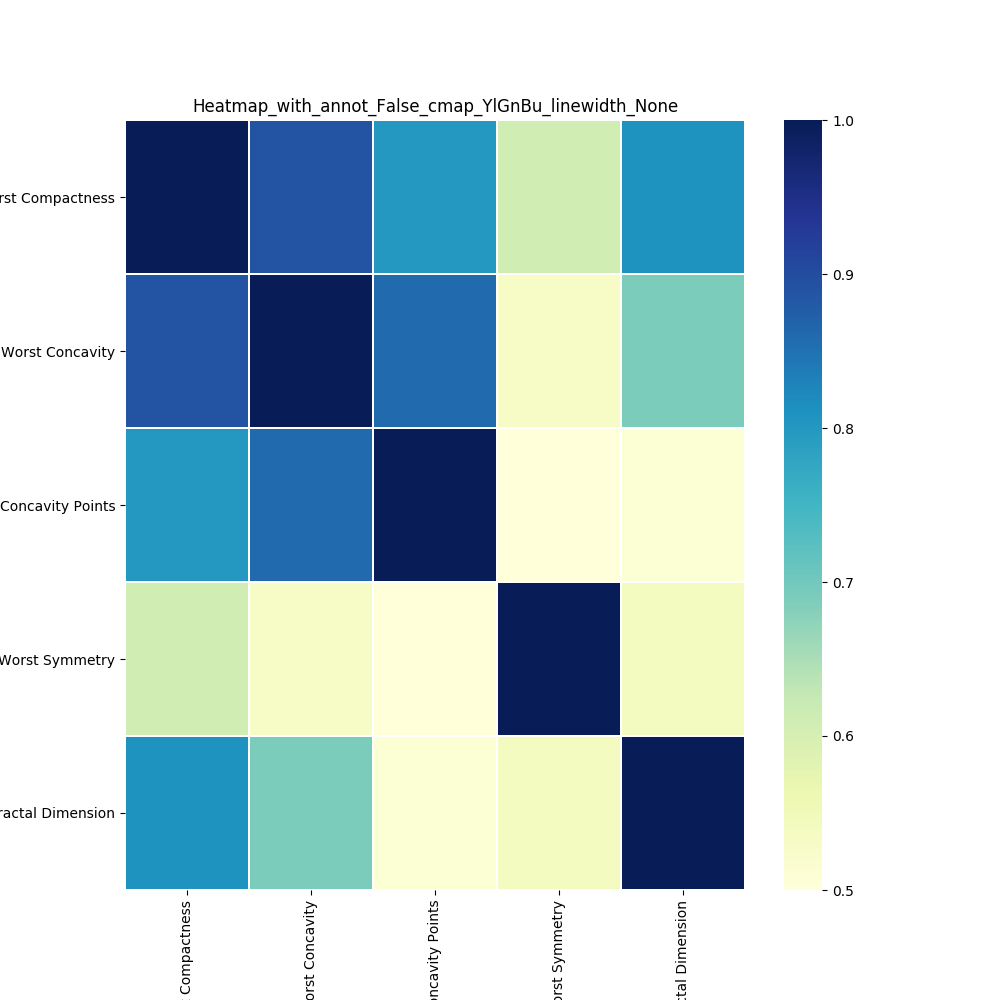 Heatmap_with_annot_False_cmap_YlGnBu_linewidth_None
rst Compactness
Worst Concavity
Concavity Points
Worst Symmetry
ractal Dimension
Compactness
orst Concavity
oncavity Points
orst Symmetry
ctal Dimension
1.0
0.9
0.8
0.7
0.6
0.5